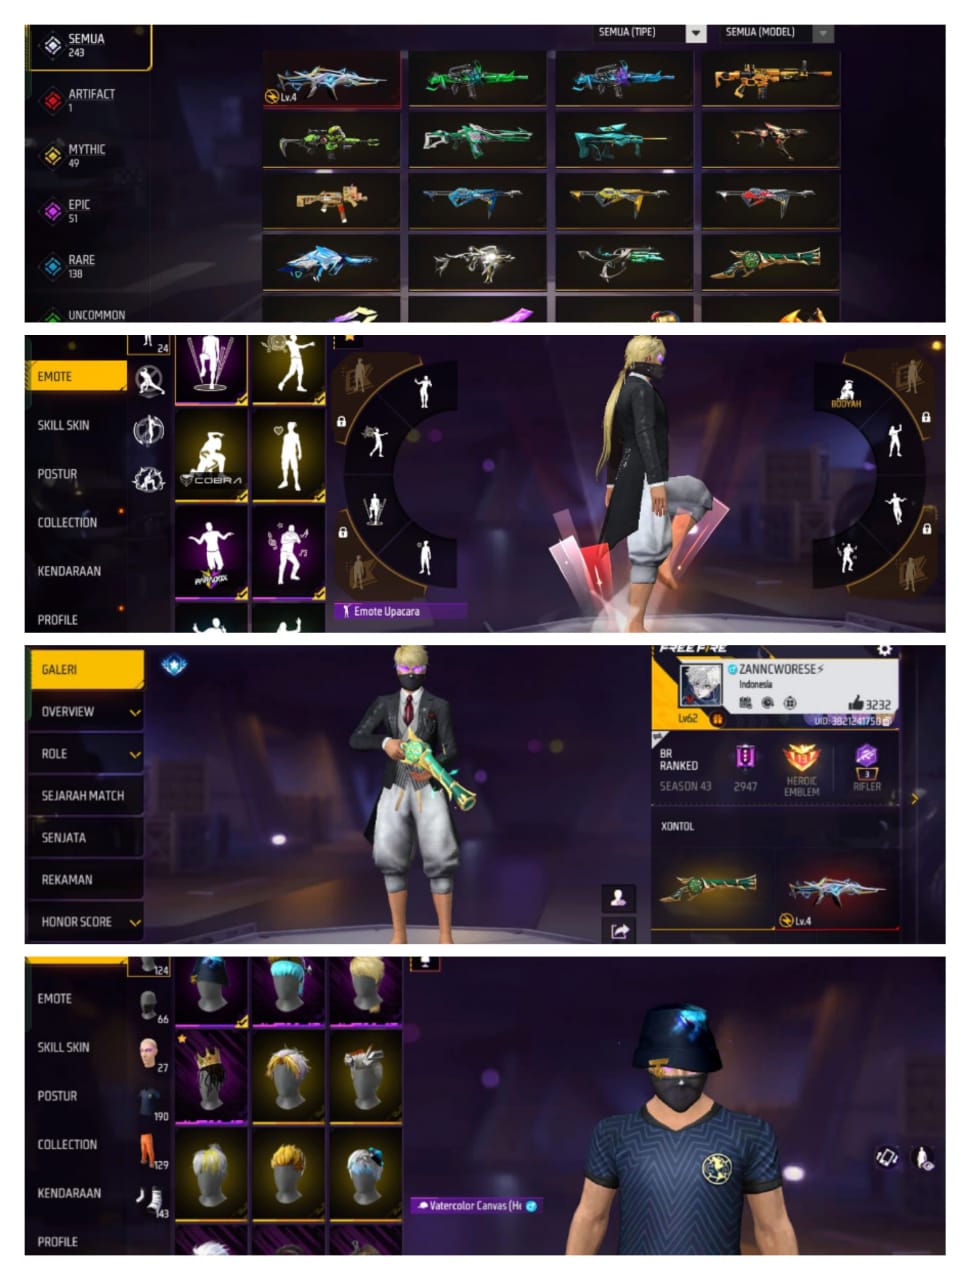 SEMUA
243
SEMUA (TIPE)
SEMUA (MODEL)
ARTIFACT
1
Lv.4
MYTHIC
49
EPIC
51
RARE
138
UNCOMMON
24
EMOTE
BOOYAH
SKILL SKIN
POSTUR
COBRA
COLLECTION
KENDARAAN
PARADOX
PROFILE
Emote Upacara
FREE FIRE
GALERI
ZANNCWORESE⚡
Indonesia
OVERVIEW
3232
Lv62
UID:3821241750
ROLE
BR
RANKED
SEASON 43
2947
HEROIC
EMBLEM
3
RIFLER
SEJARAH MATCH
XONTOL
SENJATA
REKAMAN
HONOR SCORE
Lv.4
124
EMOTE
66
SKILL SKIN
27
POSTUR
190
COLLECTION
129
KENDARAAN
143
Vatercolor Canvas (He
PROFILE